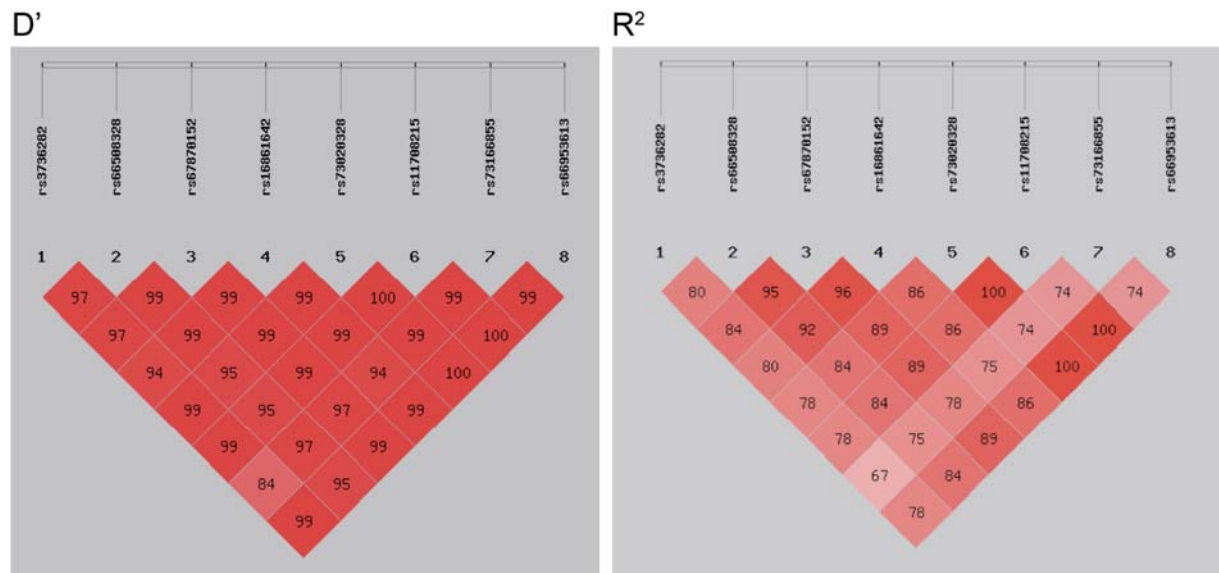 D’
rs3736282
rs66508328
rs67870152
rs16861642
rs73020328
rs11708215
rs73166855
rs66953613
1 2 3 4 5 6 7 8
97 99 99 99 100 99 99
97 99 99 99 99 100
94 95 99 94 100
99 95 97 99
99 97 99
84 95
99
R²
rs3736282
rs66508328
rs67870152
rs16861642
rs73020328
rs11708215
rs73166855
rs66953613
1 2 3 4 5 6 7 8
80 95 96 86 100 74 74
84 92 89 86 74 100
80 84 89 75 100
78 84 78 86
78 75 89
67 84
78